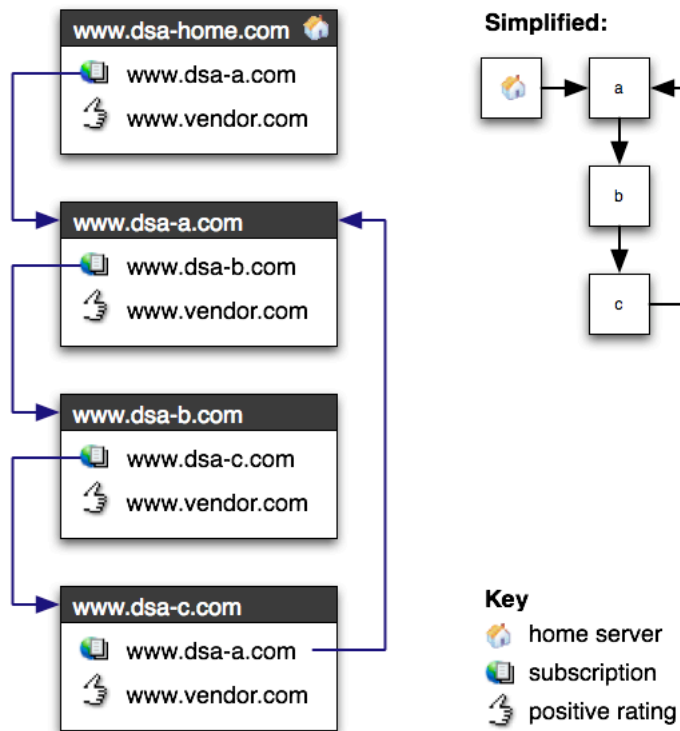 www.dsa-home.com
www.dsa-a.com
www.vendor.com
www.dsa-a.com
www.dsa-b.com
www.vendor.com
www.dsa-b.com
www.dsa-c.com
www.vendor.com
www.dsa-c.com
www.dsa-a.com
www.vendor.com
Simplified:
a
b
c
Key
home server
subscription
positive rating